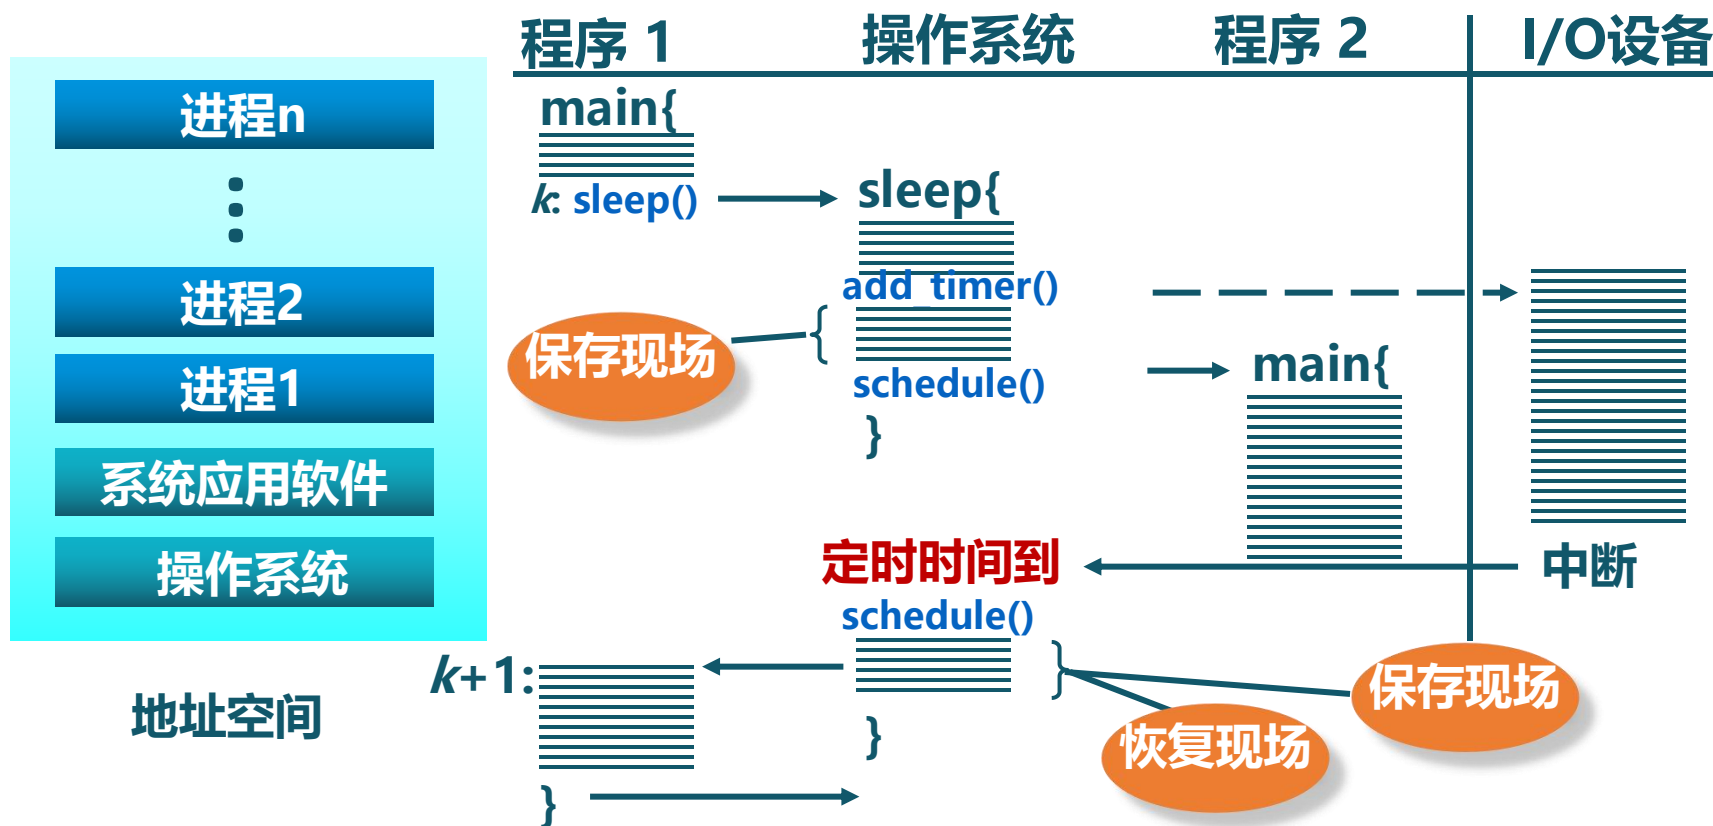 程序 1
操作系统
程序 2
I/O设备
进程n
进程2
进程1
系统应用软件
操作系统
地址空间
main{
k: sleep()
sleep{
add_timer()
保存现场
schedule()
}
main{
定时时间到
中断
schedule()
k+1:
保存现场
恢复现场
}
}